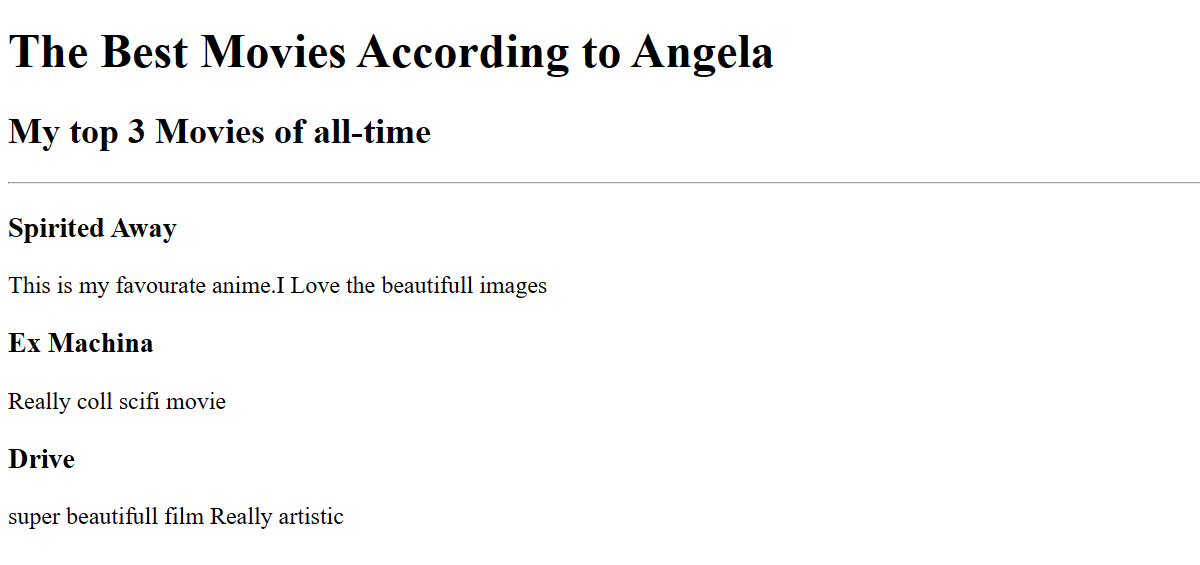 The Best Movies According to Angela
My top 3 Movies of all-time
Spirited Away
This is my favourate anime.I Love the beautifull images
Ex Machina
Really coll scifi movie
Drive
super beautifull film Really artistic